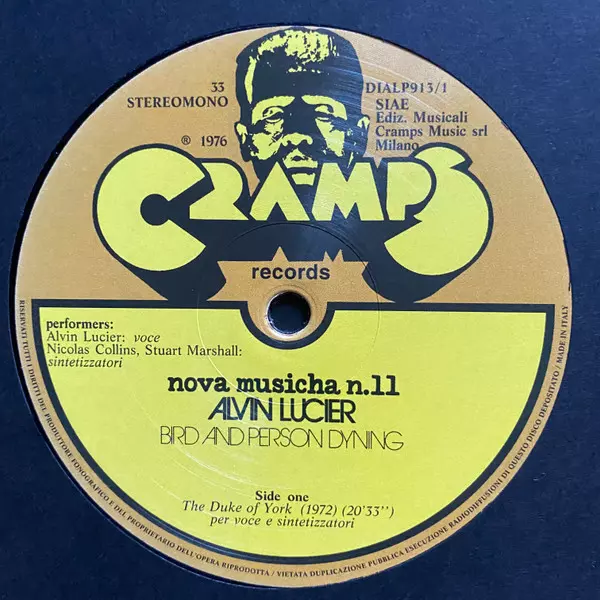 33
STEREOMONO
℗ 1976
DIALP913/1
SIAE
Ediz. Musicali
Cramps Music srl
Milano
CRAMPS
records
performers:
Alvin Lucier: voce
Nicolas Collins, Stuart Marshall:
sintetizzatori
nova musicha n.11
ALVIN LUCIER
BIRD AND PERSON DYNING
Side one
The Duke of York (1972) (20'33'')
per voce e sintetizzatori
RISERVATI TUTTI I DIRITTI DEL PRODUTTORE FONOGRAFICO E DEL PROPRIETARIO DELL'OPERA RIPRODOTTA / VIETATA DUPLICAZIONE PUBBLICA ESECUZIONE RADIODIFFUSIONI DI QUESTO DISCO DEPOSITATO / MADE IN ITALY